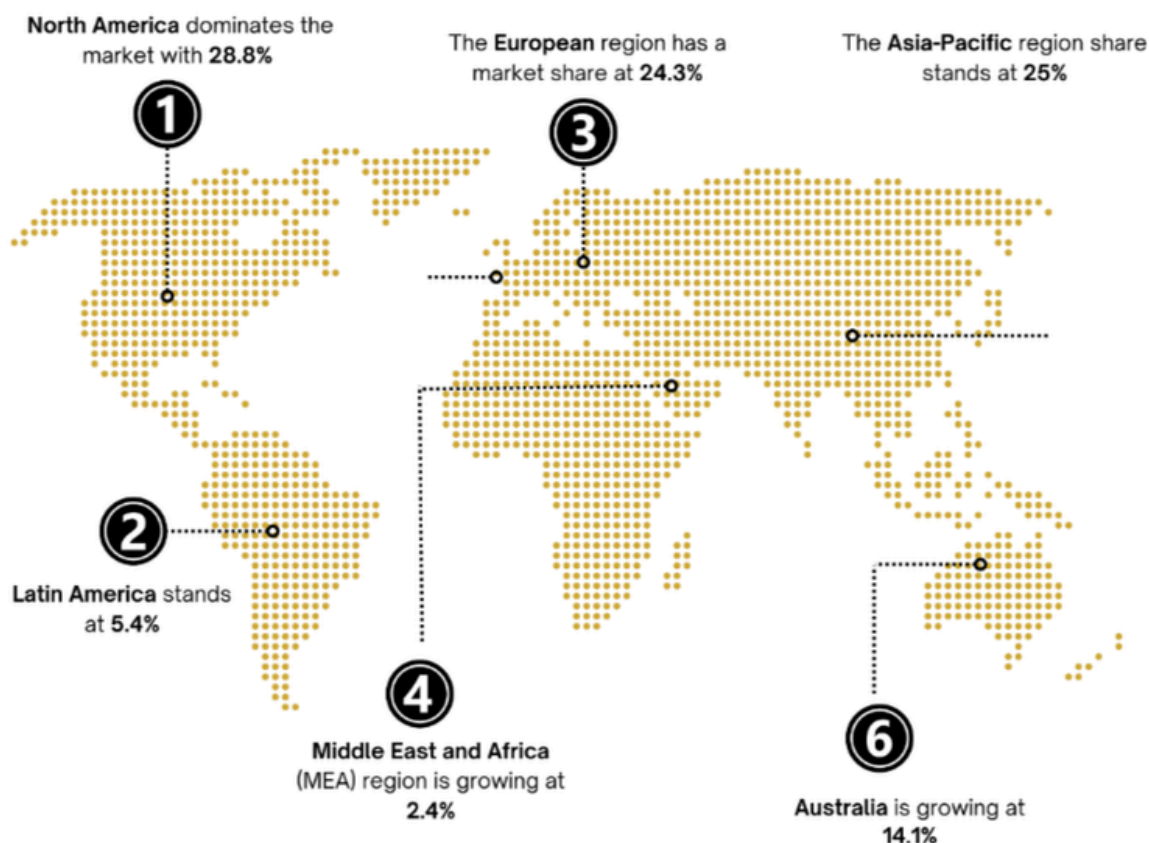 North America dominates the
market with 28.8%
1
The European region has a
market share at 24.3%
3
The Asia-Pacific region share
stands at 25%
2
Latin America stands
at 5.4%
4
Middle East and Africa
(MEA) region is growing at
2.4%
6
Australia is growing at
14.1%